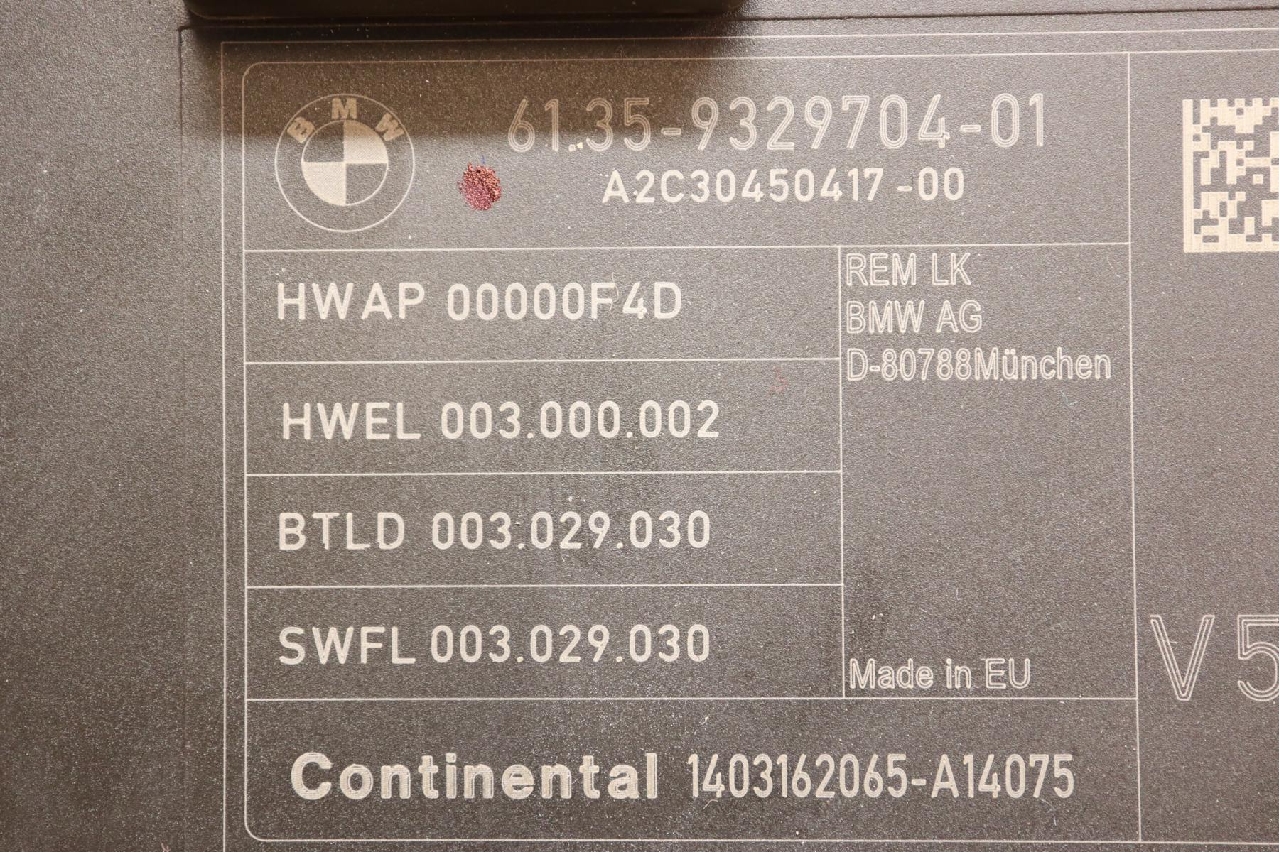 BMW
61.35-9329704-01
A2C30450417-00
HWAP 00000F4D
REM LK
BMW AG
D-80788München
HWEL 003.000.002
BTLD 003.029.030
SWFL 003.029.030
Made in EU
V5
Continental 1403162065-A14075